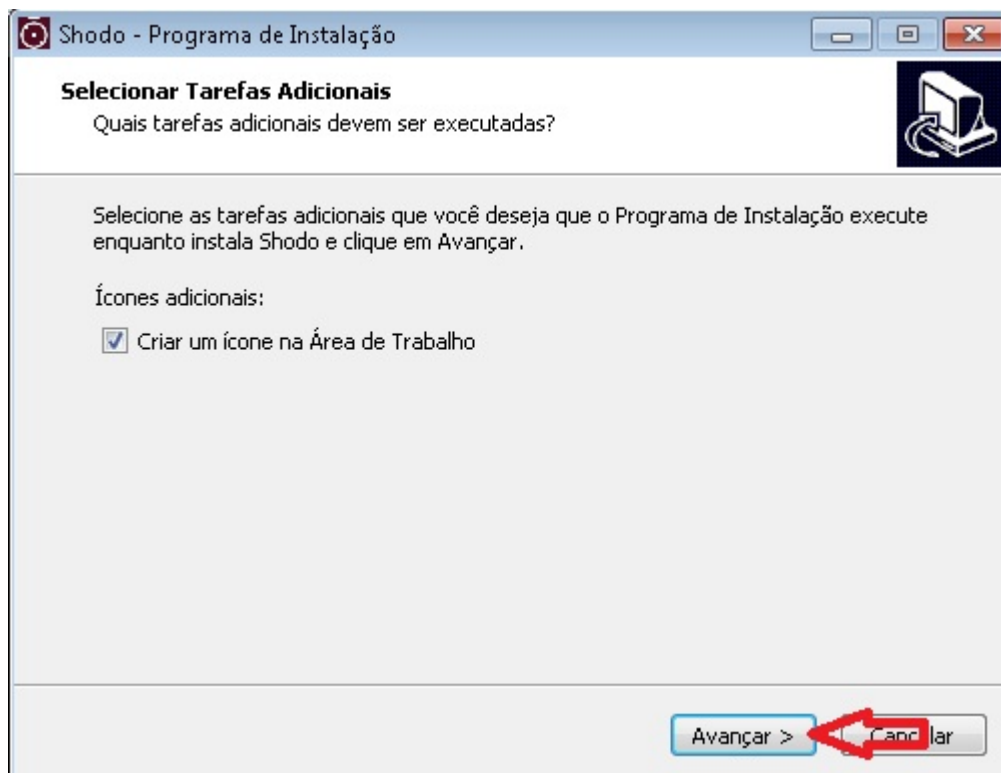 Shodo - Programa de Instalação
Selecionar Tarefas Adicionais
Quais tarefas adicionais devem ser executadas?
Selecione as tarefas adicionais que você deseja que o Programa de Instalação execute
enquanto instala Shodo e clique em Avançar.
Ícones adicionais:
Criar um ícone na Área de Trabalho
Avançar >
Cancelar